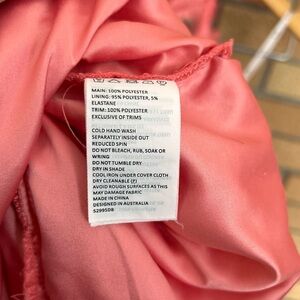 MAIN: 100% POLYESTER
LINING: 95% POLYESTER, 5%
ELASTANE
TRIM: 100% POLYESTER
EXCLUSIVE OF TRIMS
COLD HAND WASH
SEPARATELY INSIDE OUT
REDUCED SPIN
DO NOT BLEACH, RUB, SOAK OR
WRING
DO NOT TUMBLE DRY
DRY IN SHADE
COOL IRON UNDER COVER CLOTH
DRY CLEANABLE (P)
AVOID ROUGH SURFACES AS THIS
MAY DAMAGE FABRIC
MADE IN CHINA
DESIGNED IN AUSTRALIA